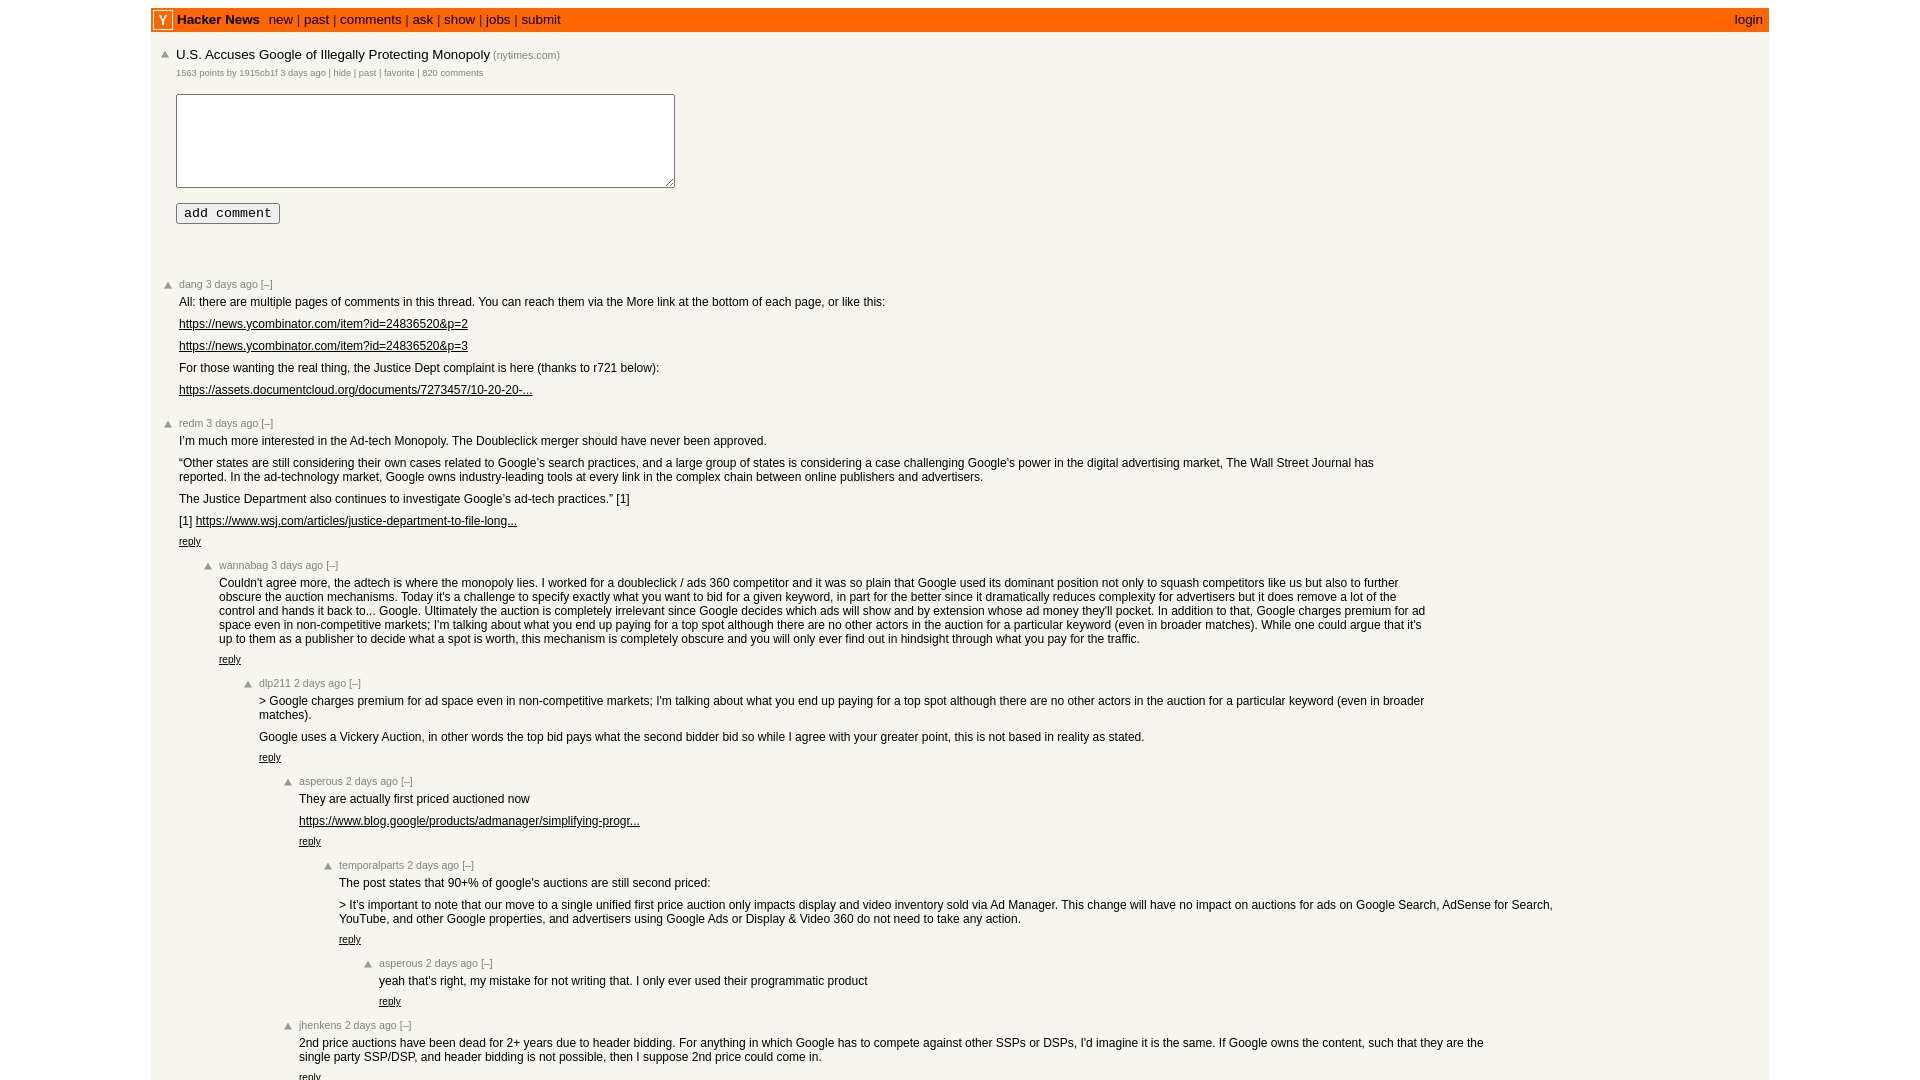 Y Hacker News new | past | comments | ask | show | jobs | submit login
U.S. Accuses Google of Illegally Protecting Monopoly (nytimes.com)
1563 points by 1915cb1f 3 days ago | hide | past | favorite | 820 comments
add comment
dang 3 days ago [–]
All: there are multiple pages of comments in this thread. You can reach them via the More link at the bottom of each page, or like this:
https://news.ycombinator.com/item?id=24836520&p=2
https://news.ycombinator.com/item?id=24836520&p=3
For those wanting the real thing, the Justice Dept complaint is here (thanks to r721 below):
https://assets.documentcloud.org/documents/7273457/10-20-20-...
redm 3 days ago [–]
I’m much more interested in the Ad-tech Monopoly. The Doubleclick merger should have never been approved.
“Other states are still considering their own cases related to Google’s search practices, and a large group of states is considering a case challenging Google’s power in the digital advertising market, The Wall Street Journal has
reported. In the ad-technology market, Google owns industry-leading tools at every link in the complex chain between online publishers and advertisers.
The Justice Department also continues to investigate Google’s ad-tech practices.” [1]
[1] https://www.wsj.com/articles/justice-department-to-file-long...
reply
wannabag 3 days ago [–]
Couldn't agree more, the adtech is where the monopoly lies. I worked for a doubleclick / ads 360 competitor and it was so plain that Google used its dominant position not only to squash competitors like us but also to further
obscure the auction mechanisms. Today it's a challenge to specify exactly what you want to bid for a given keyword, in part for the better since it dramatically reduces complexity for advertisers but it does remove a lot of the
control and hands it back to... Google. Ultimately the auction is completely irrelevant since Google decides which ads will show and by extension whose ad money they'll pocket. In addition to that, Google charges premium for ad
space even in non-competitive markets; I'm talking about what you end up paying for a top spot although there are no other actors in the auction for a particular keyword (even in broader matches). While one could argue that it's
up to them as a publisher to decide what a spot is worth, this mechanism is completely obscure and you will only ever find out in hindsight through what you pay for the traffic.
reply
dlp211 2 days ago [–]
> Google charges premium for ad space even in non-competitive markets; I'm talking about what you end up paying for a top spot although there are no other actors in the auction for a particular keyword (even in broader
matches).
Google uses a Vickery Auction, in other words the top bid pays what the second bidder bid so while I agree with your greater point, this is not based in reality as stated.
reply
asperous 2 days ago [–]
They are actually first priced auctioned now
https://www.blog.google/products/admanager/simplifying-progr...
reply
temporalparts 2 days ago [–]
The post states that 90+% of google's auctions are still second priced:
> It’s important to note that our move to a single unified first price auction only impacts display and video inventory sold via Ad Manager. This change will have no impact on auctions for ads on Google Search, AdSense for Search,
YouTube, and other Google properties, and advertisers using Google Ads or Display & Video 360 do not need to take any action.
reply
asperous 2 days ago [–]
yeah that's right, my mistake for not writing that. I only ever used their programmatic product
reply
jhenkens 2 days ago [–]
2nd price auctions have been dead for 2+ years due to header bidding. For anything in which Google has to compete against other SSPs or DSPs, I'd imagine it is the same. If Google owns the content, such that they are the
single party SSP/DSP, and header bidding is not possible, then I suppose 2nd price could come in.
reply